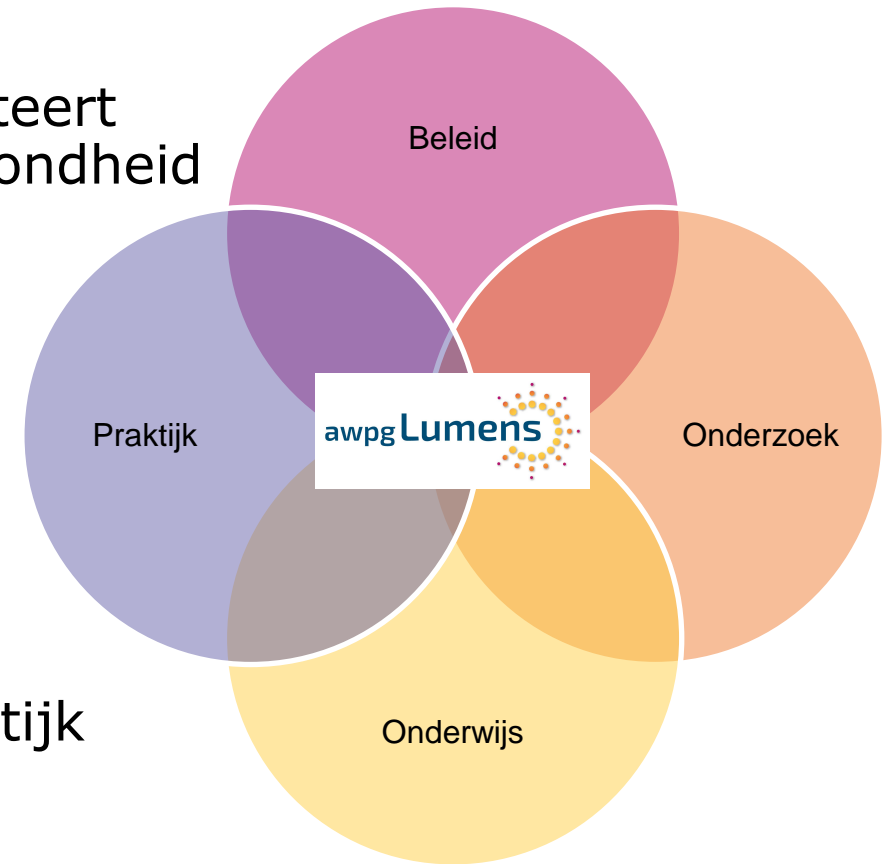 teert
Beleid
ondheid
Praktijk
awpg Lumens
Onderzoek
tijk
Onderwijs